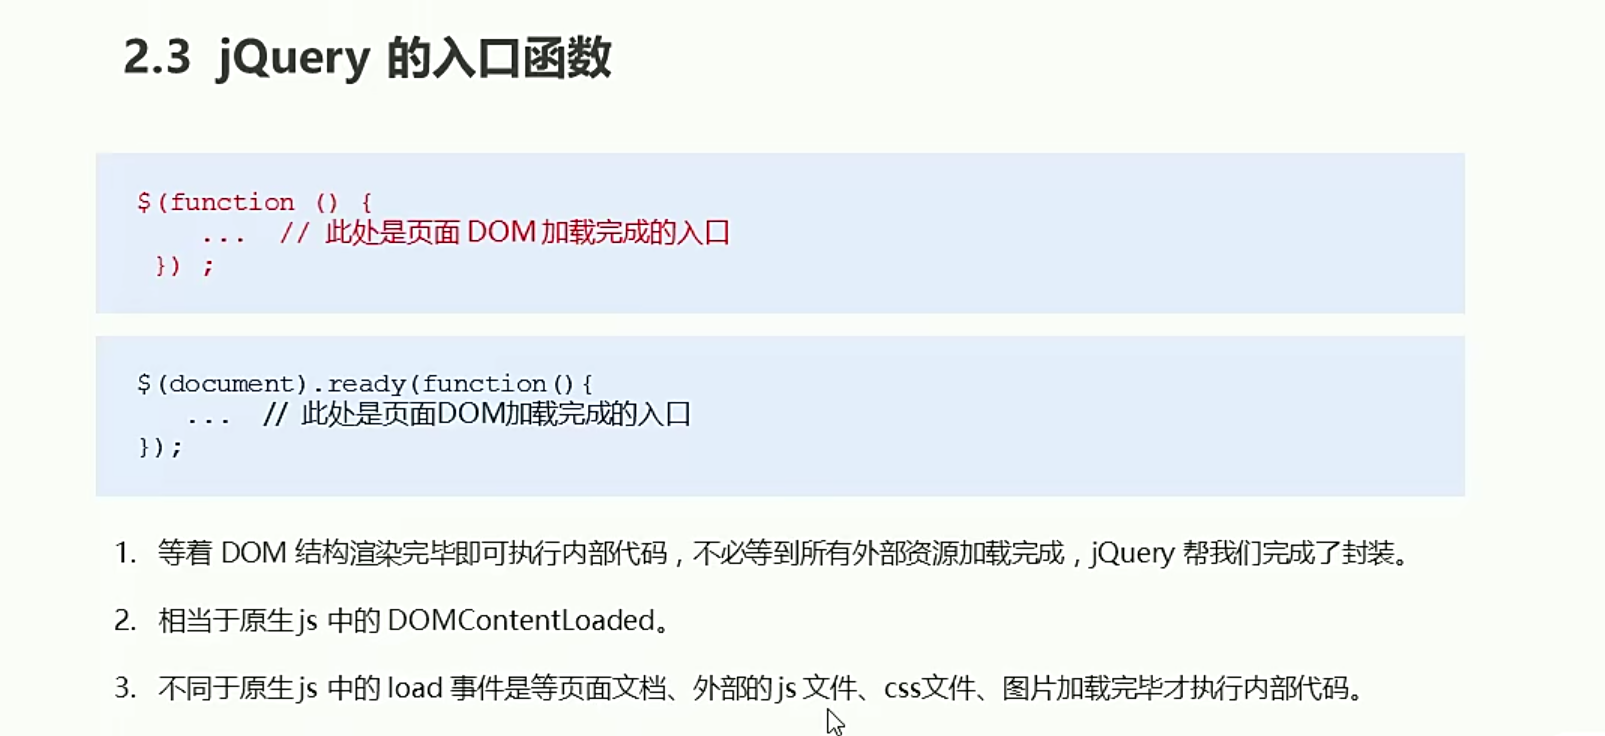 2.3 jQuery 的入口函数
$(function () {
... // 此处是页面 DOM 加载完成的入口
}) ;
$(document).ready(function(){
... // 此处是页面DOM加载完成的入口
});
1. 等着 DOM 结构渲染完毕即可执行内部代码，不必等到所有外部资源加载完成，jQuery 帮我们完成了封装。
2. 相当于原生js 中的 DOMContentLoaded。
3. 不同于原生js 中的 load 事件是等页面文档、外部的js 文件、css文件、图片加载完毕才执行内部代码。